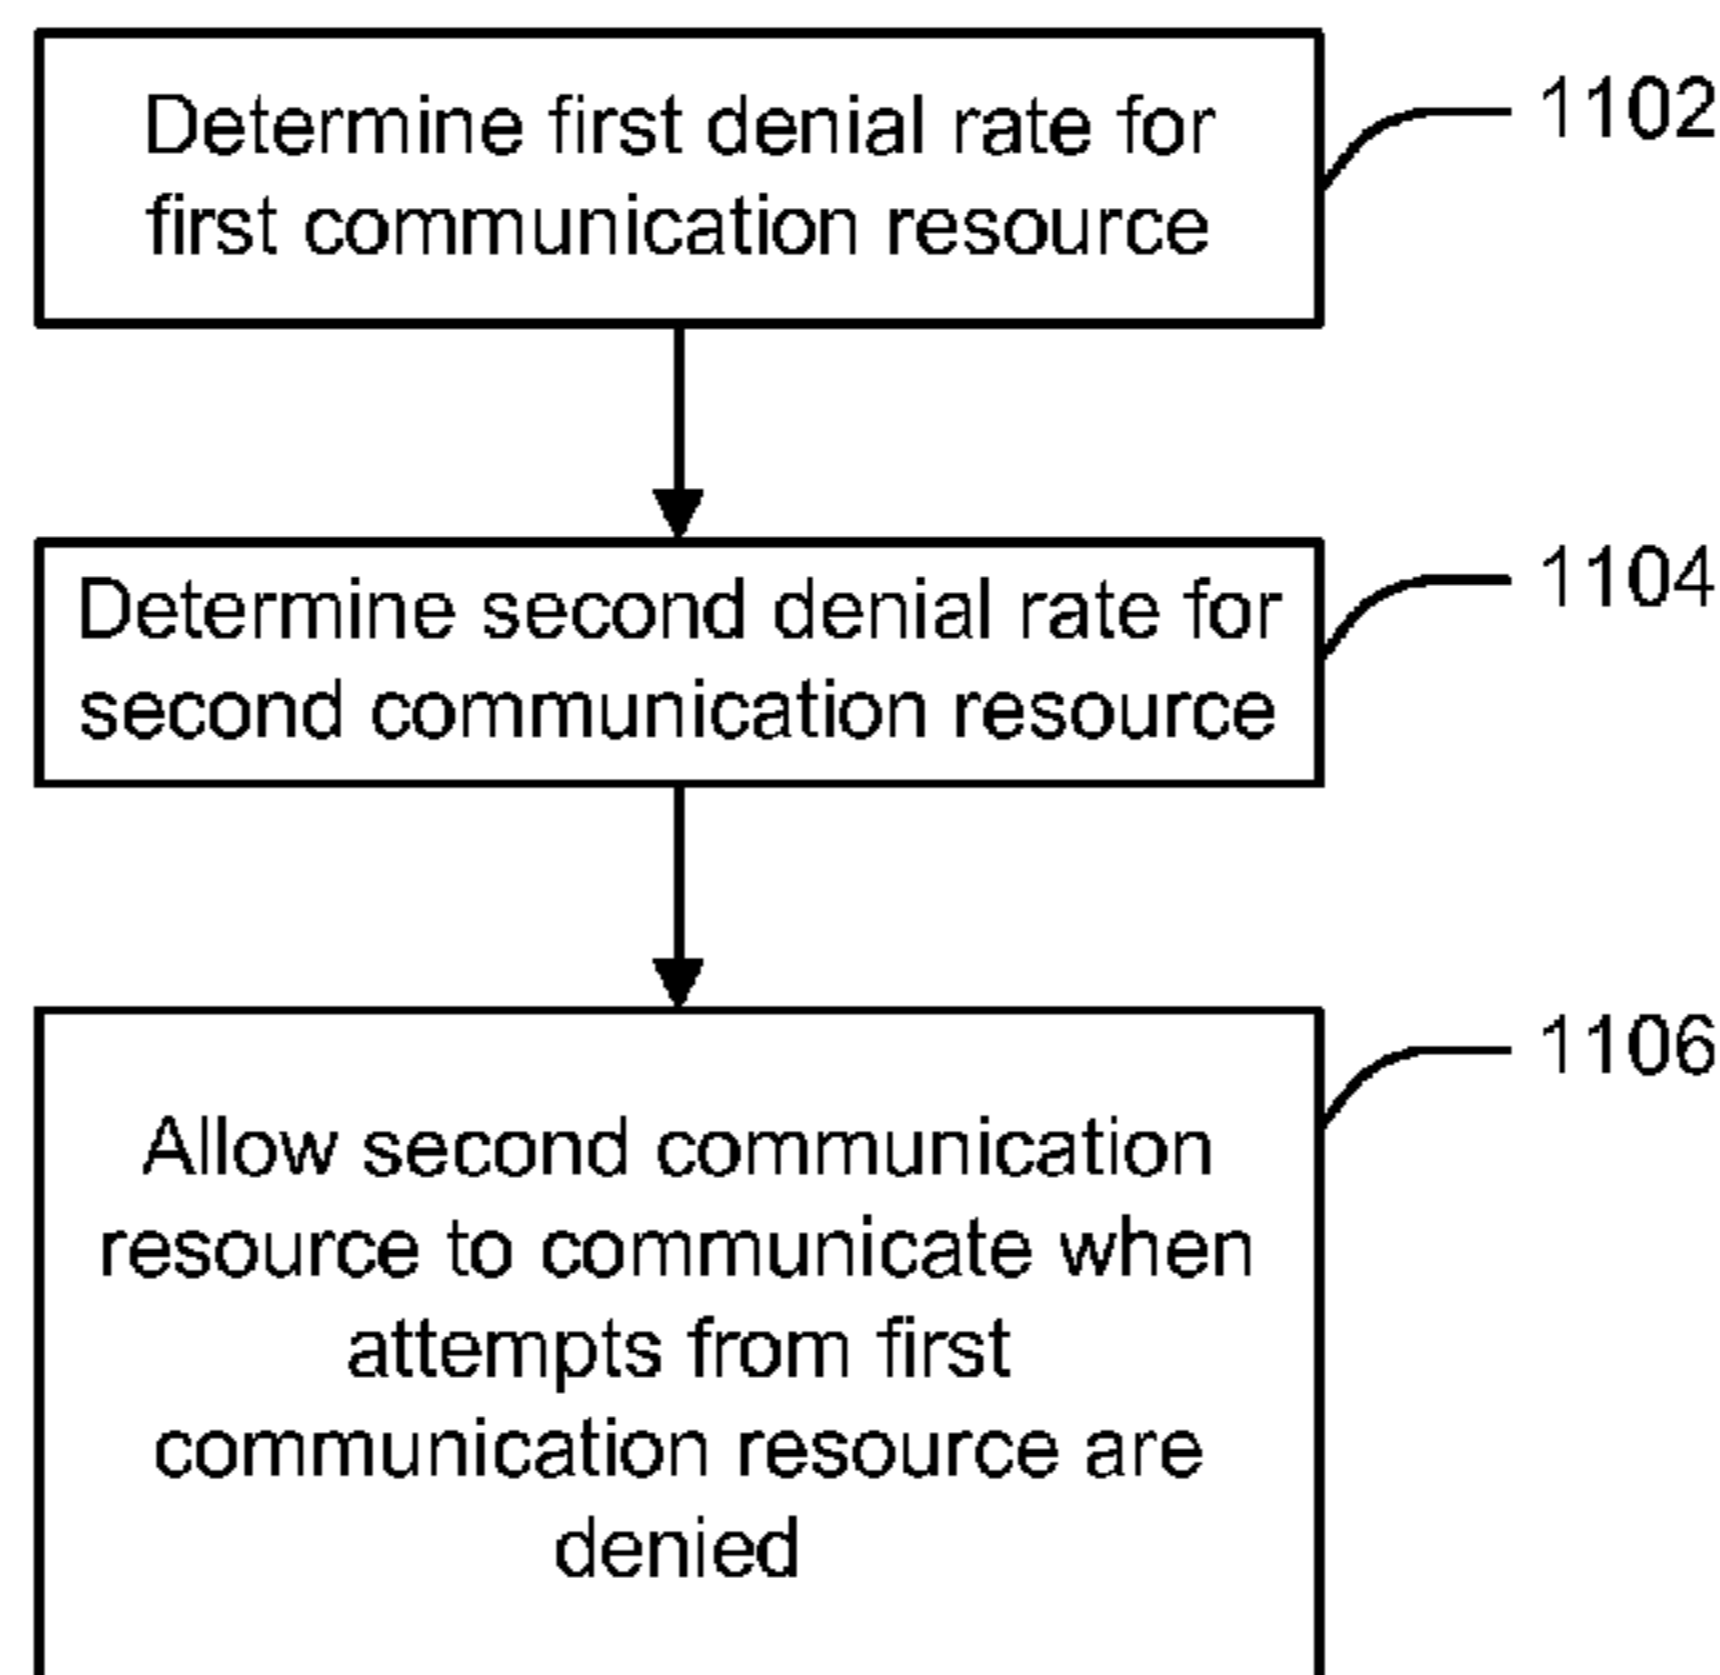 Determine first denial rate for
first communication resource
1102
Determine second denial rate for
second communication resource
1104
Allow second communication
resource to communicate when
attempts from first
communication resource are
denied
1106